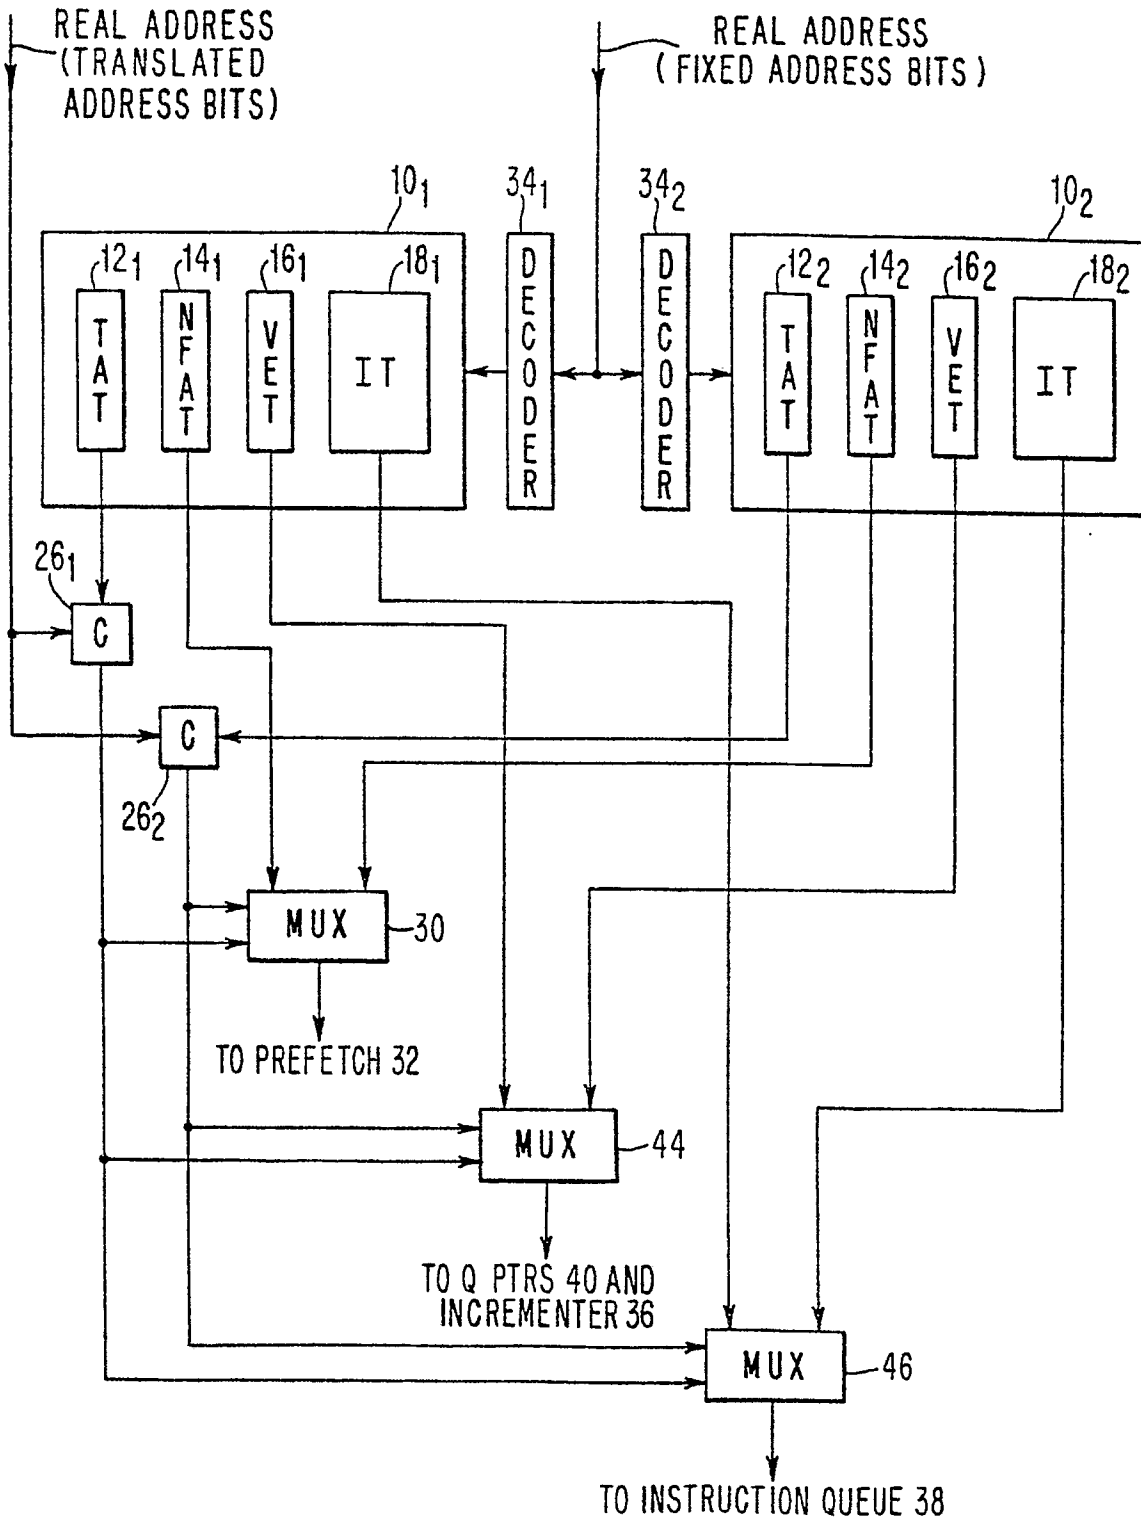 REAL ADDRESS
(TRANSLATED
ADDRESS BITS)
REAL ADDRESS
(FIXED ADDRESS BITS)
10₁
34₁
34₂
10₂
12₁
14₁
16₁
18₁
12₂
14₂
16₂
18₂
TAT
NFAT
VET
IT
DECODER
DECODER
TAT
NFAT
VET
IT
26₁
C
C
26₂
MUX
30
TO PREFETCH 32
MUX
44
TO Q PTRS 40 AND
INCREMENTER 36
MUX
46
TO INSTRUCTION QUEUE 38